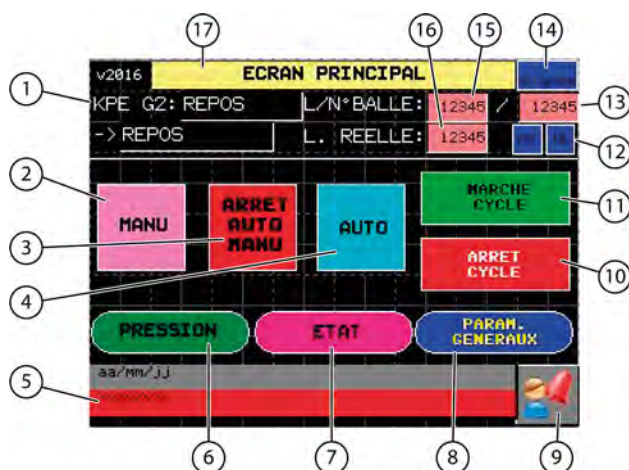 17
16
15
14
v2016
ECRAN PRINCIPAL
1
KPE G2: REPOS
L/N°BALLE: 12345 / 12345
13
-> REPOS
L. REELLE: 12345
12
2
MANU
ARRET
AUTO
MANU
AUTO
MARCHE
CYCLE
11
3
ARRET
CYCLE
10
4
PRESSION
ETAT
PARAM.
GENERAUX
aa/MM/jj
5
6
7
8
9